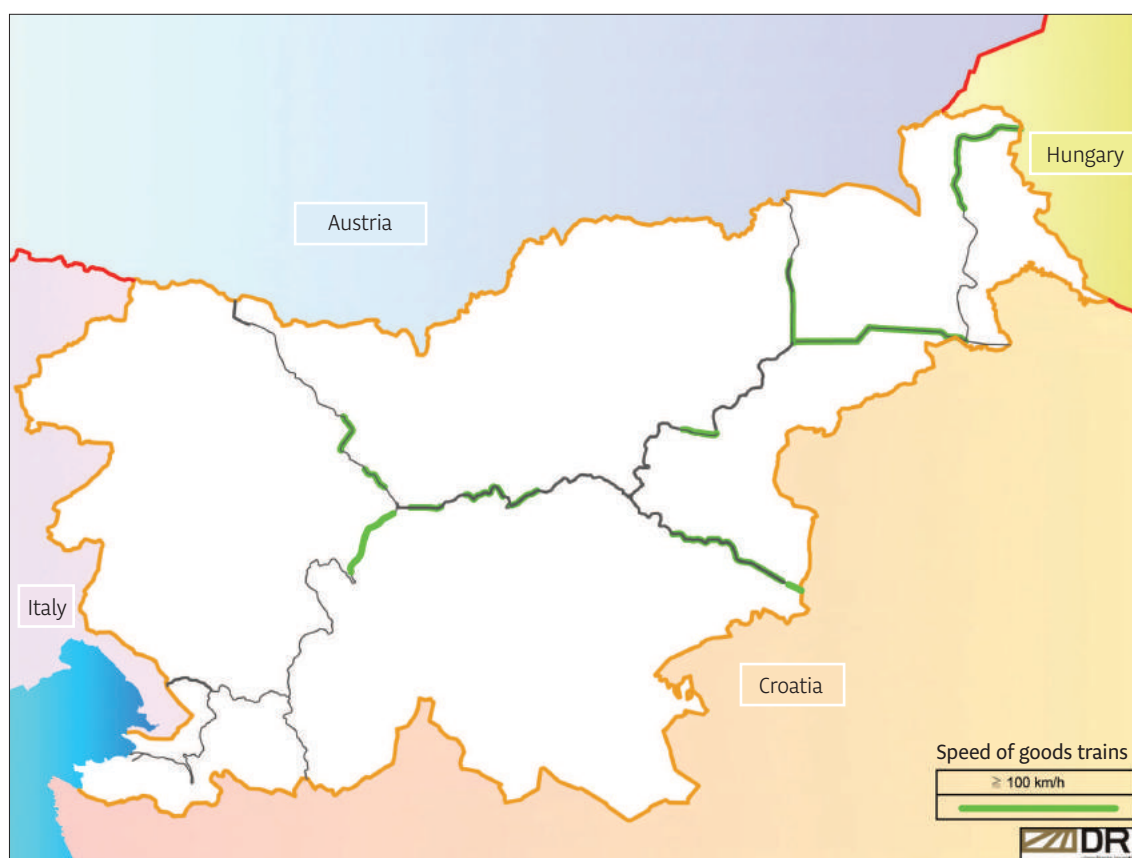 Hungary
Austria
Italy
Croatia
Speed of goods trains
≧ 100 km/h
DR